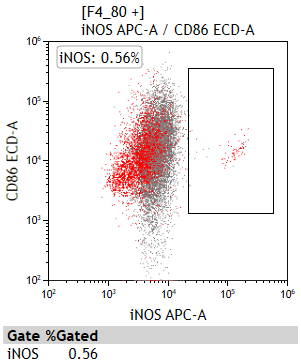 [F4_80 +]
iNOS APC-A / CD86 ECD-A
iNOS: 0.56%
CD86 ECD-A
10⁶
10⁵
10⁴
10³
10²
10² 10³ 10⁴ 10⁵ 10⁶
iNOS APC-A
Gate %Gated
iNOS 0.56